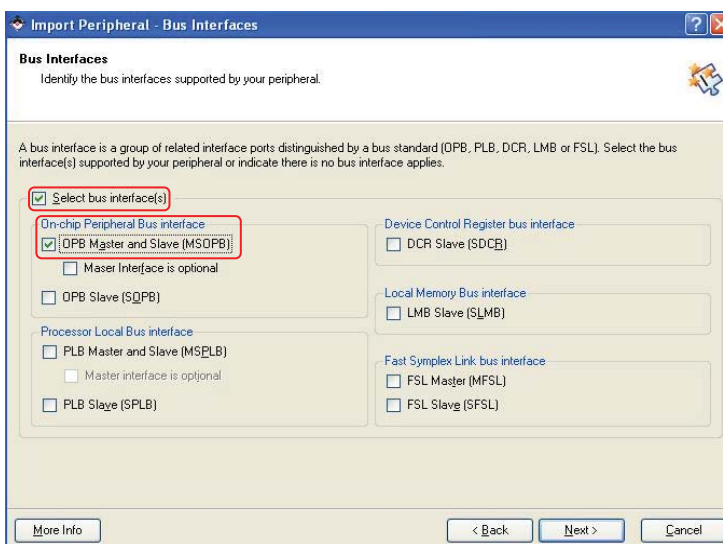 Import Peripheral - Bus Interfaces
Bus Interfaces
Identify the bus interfaces supported by your peripheral.
A bus interface is a group of related interface ports distinguished by a bus standard (OPB, PLB, DCR, LMB or FSL). Select the bus
interface(s) supported by your peripheral or indicate there is no bus interface applies.
Select bus interface(s)
On-chip Peripheral Bus interface
OPB Master and Slave (MSOPB)
Maser Interface is optional
OPB Slave (SOPB)
Processor Local Bus interface
PLB Master and Slave (MSPLB)
Master interface is optional
PLB Slave (SPLB)
Device Control Register bus interface
DCR Slave (SDCR)
Local Memory Bus interface
LMB Slave (SLMB)
Fast Symplex Link bus interface
FSL Master (MFSL)
FSL Slave (SFSL)
More Info
< Back
Next >
Cancel